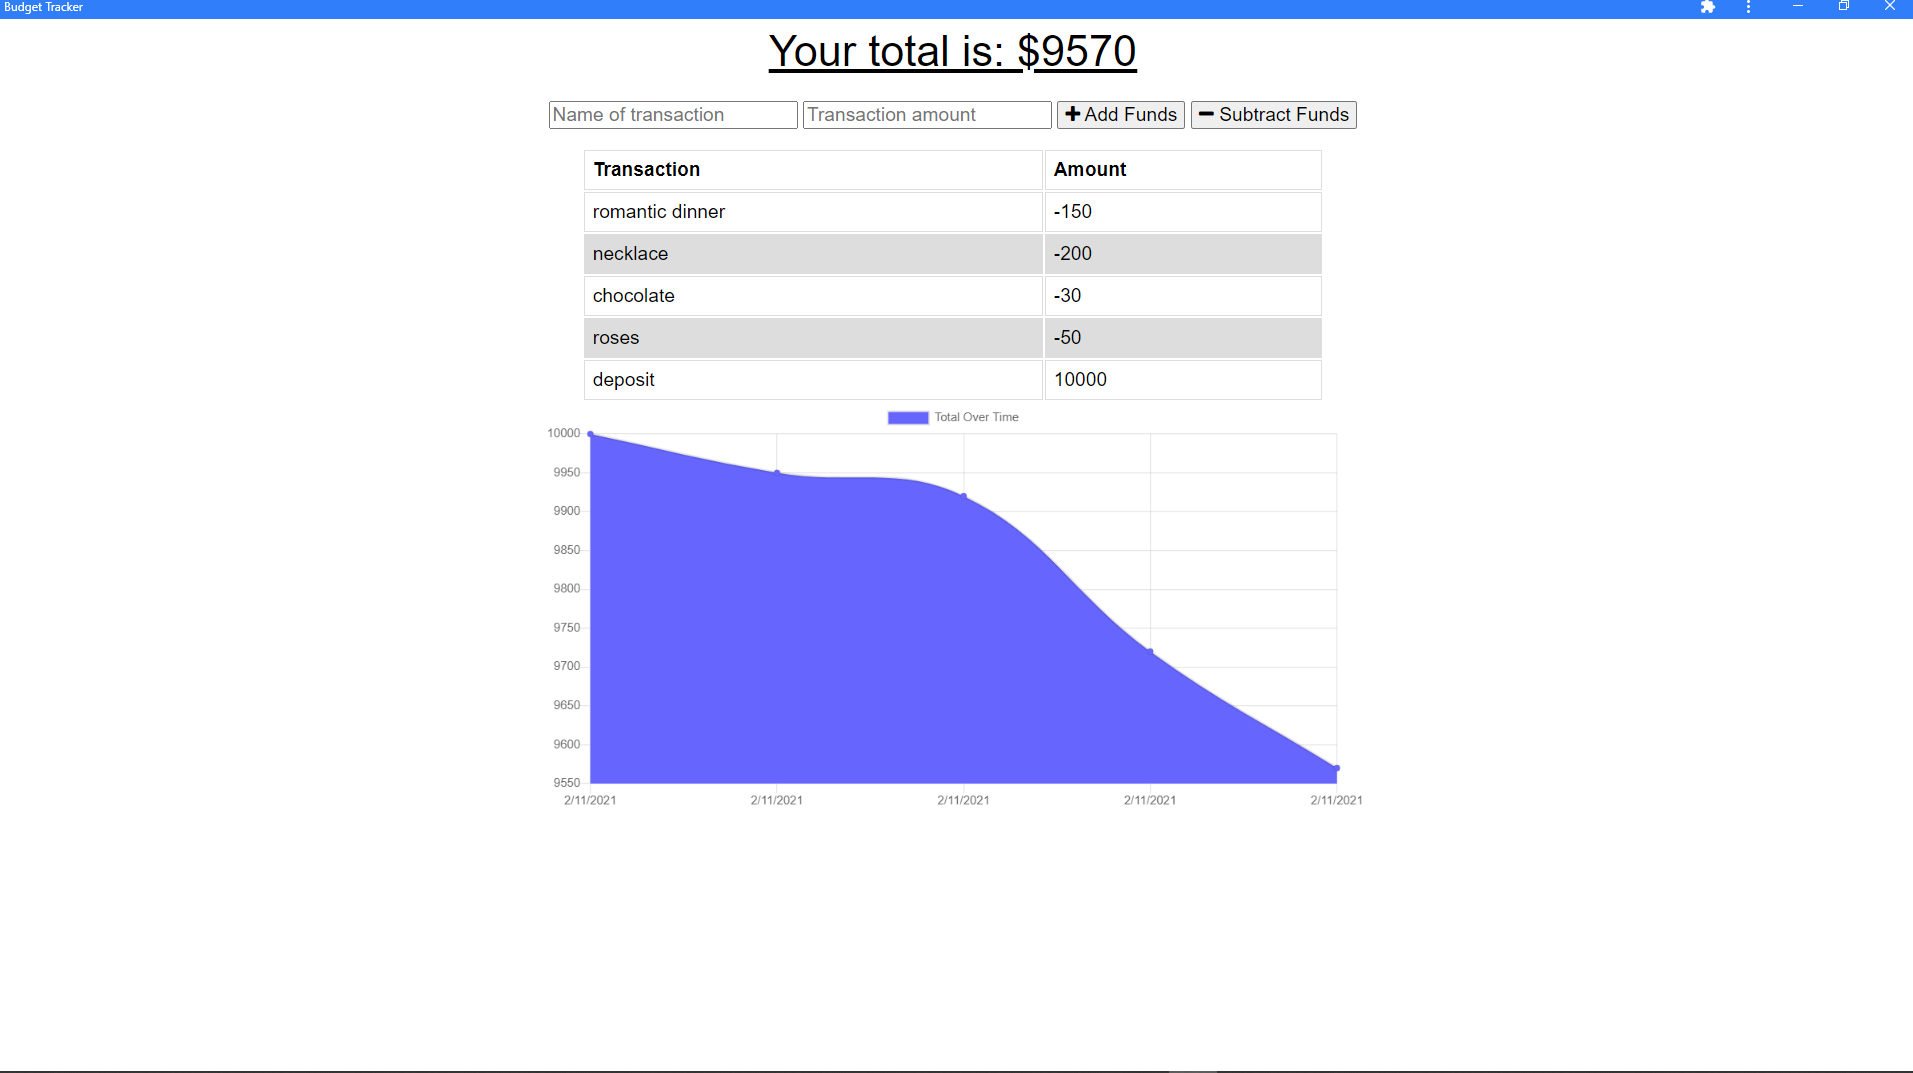 Budget Tracker
Your total is: $9570
Name of transaction Transaction amount Add Funds Subtract Funds
Transaction Amount
romantic dinner -150
necklace -200
chocolate -30
roses -50
deposit 10000
Total Over Time
10000
9950
9900
9850
9800
9750
9700
9650
9600
9550
2/11/2021 2/11/2021 2/11/2021 2/11/2021 2/11/2021